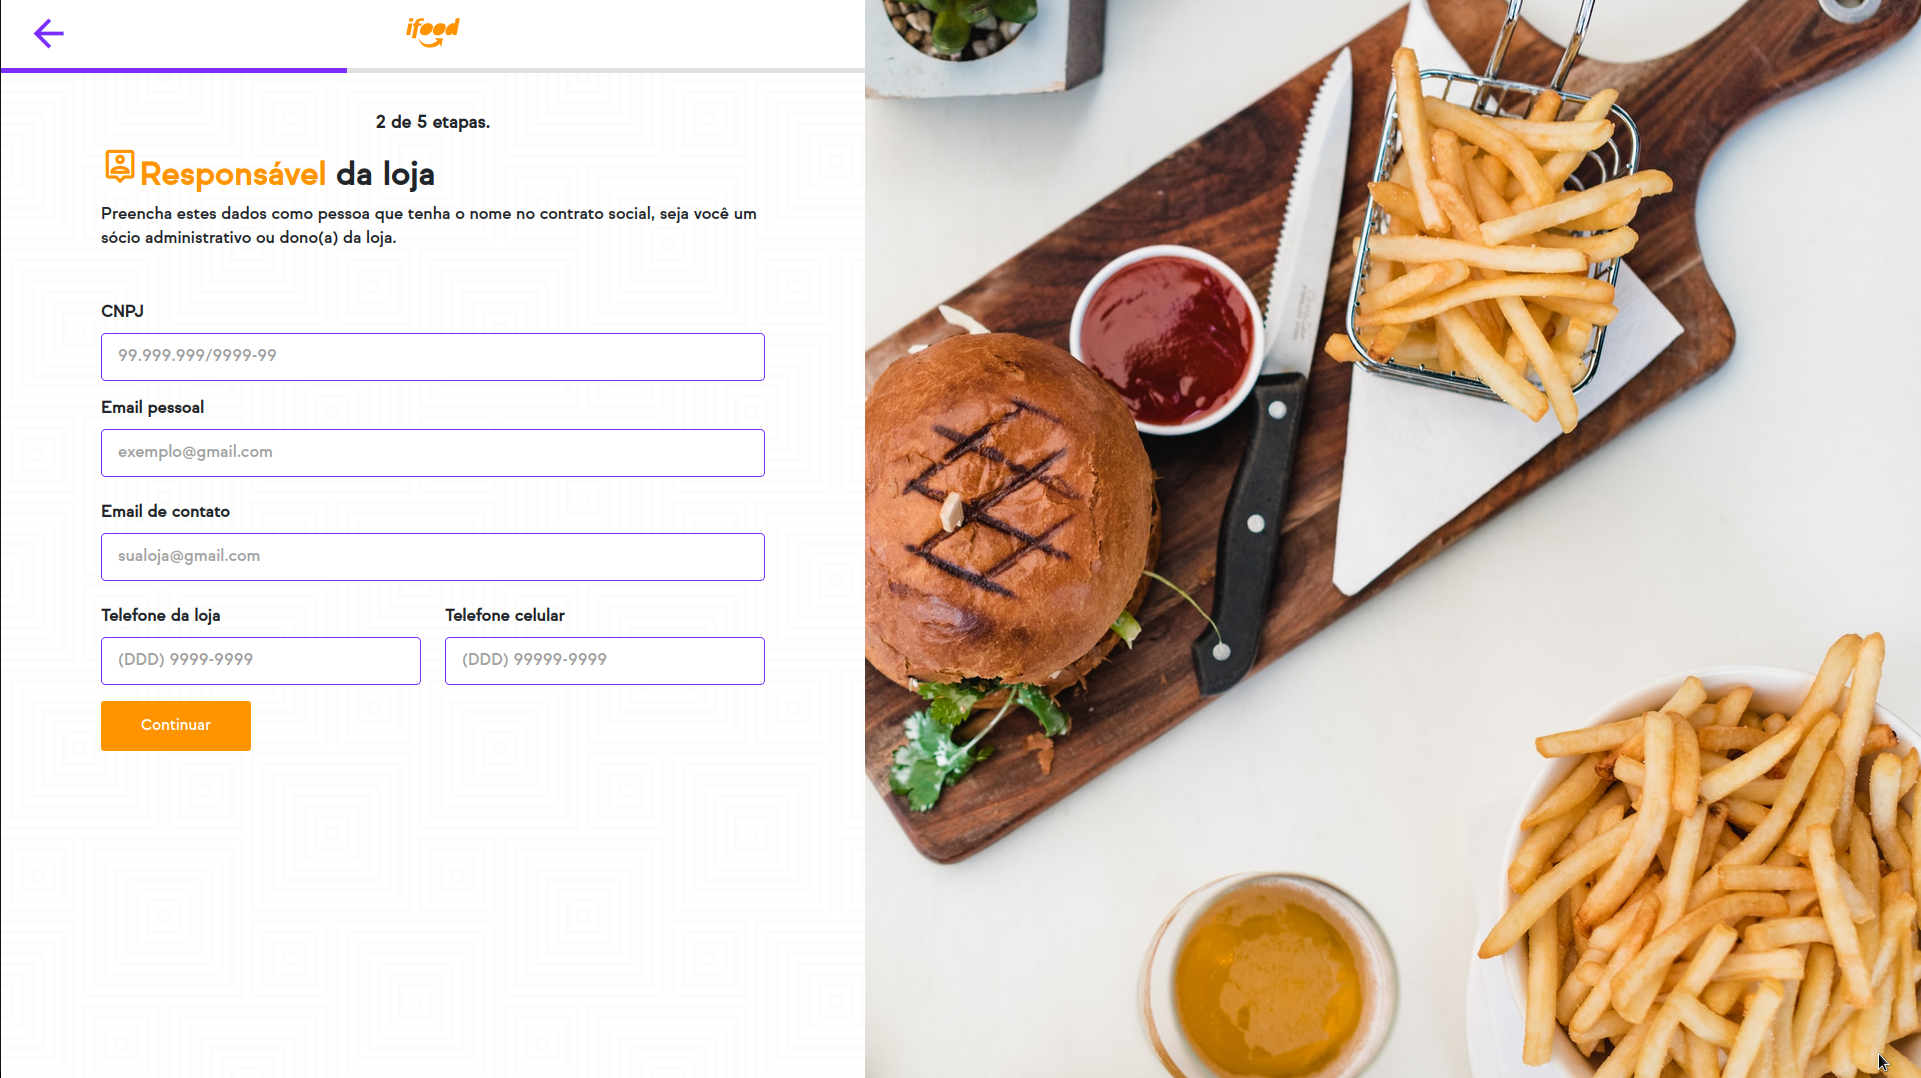 ifood
2 de 5 etapas.
Responsável da loja
Preencha estes dados como pessoa que tenha o nome no contrato social, seja você um
sócio administrativo ou dono(a) da loja.
CNPJ
99.999.999/9999-99
Email pessoal
exemplo@gmail.com
Email de contato
sualoja@gmail.com
Telefone da loja
Telefone celular
(DDD) 9999-9999
(DDD) 99999-9999
Continuar